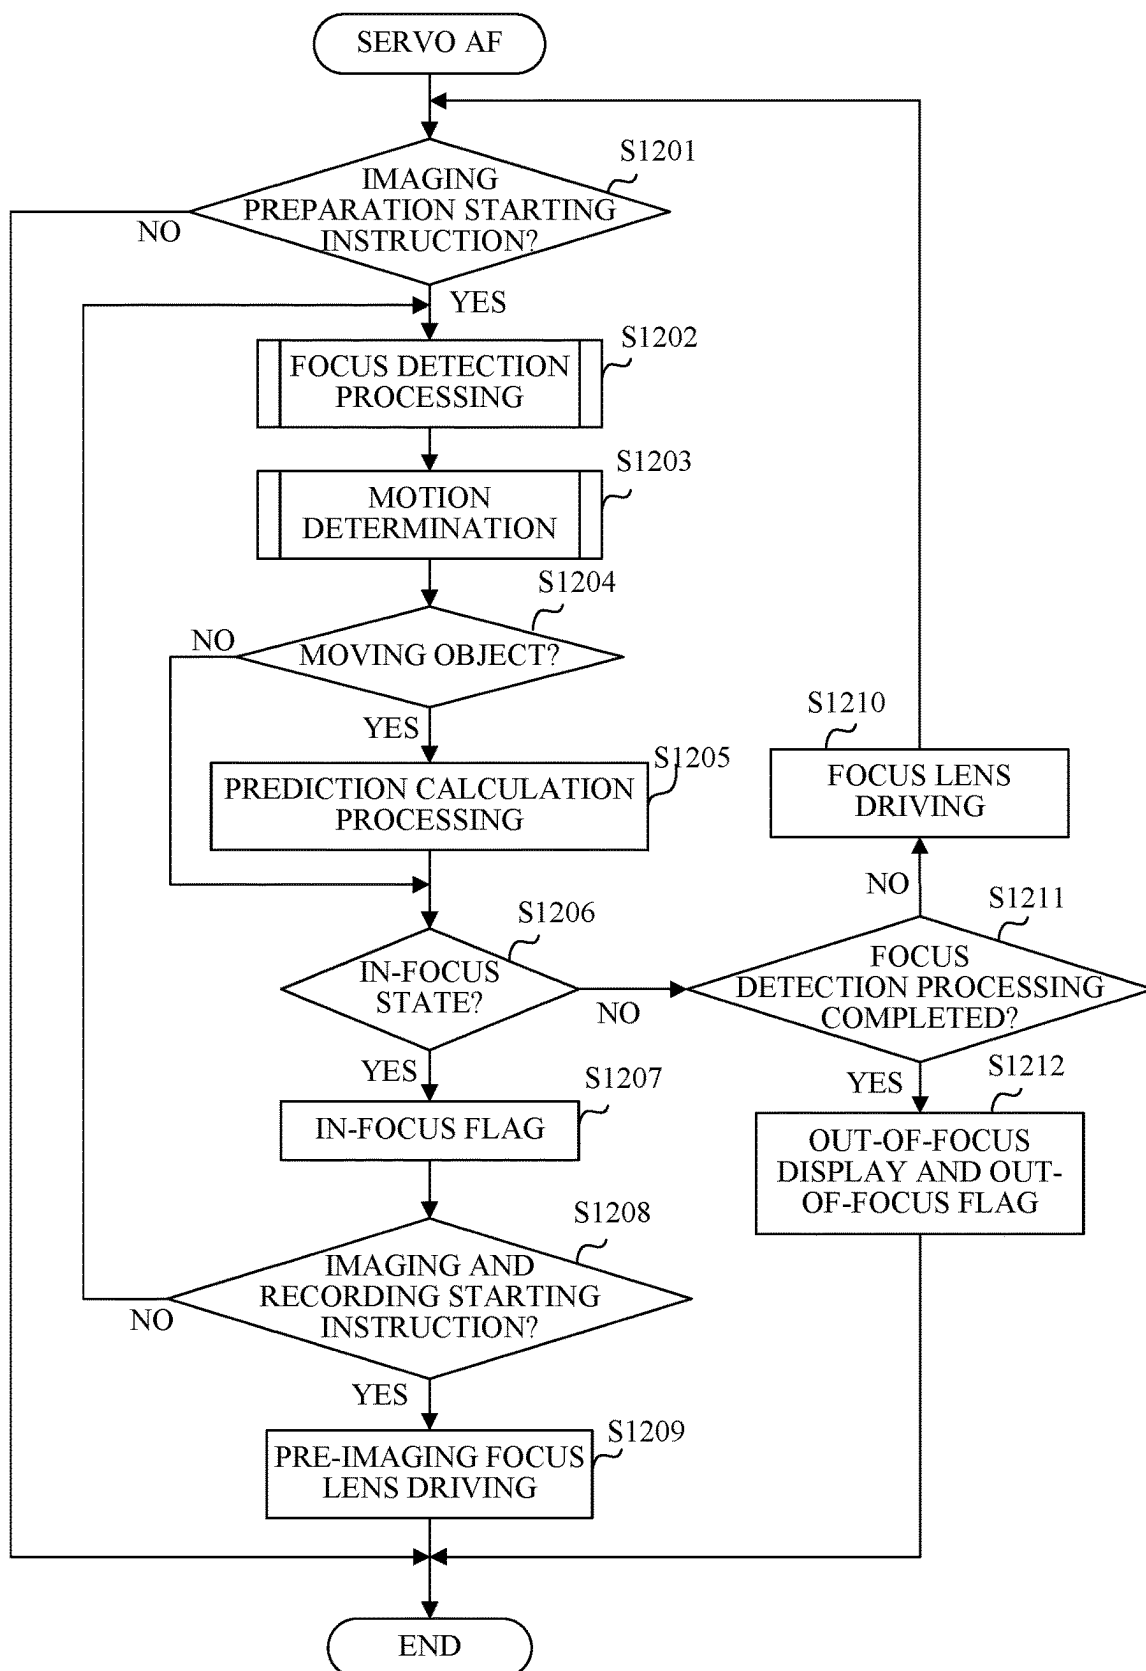 SERVO AF
S1201
IMAGING
PREPARATION STARTING
INSTRUCTION?
NO
YES
S1202
FOCUS DETECTION
PROCESSING
S1203
MOTION
DETERMINATION
S1204
NO
MOVING OBJECT?
YES
S1205
PREDICTION CALCULATION
PROCESSING
S1210
FOCUS LENS
DRIVING
NO
S1206
IN-FOCUS
STATE?
NO
S1211
FOCUS
DETECTION PROCESSING
COMPLETED?
YES
S1207
IN-FOCUS FLAG
YES
S1212
OUT-OF-FOCUS
DISPLAY AND OUT-
OF-FOCUS FLAG
S1208
IMAGING AND
RECORDING STARTING
INSTRUCTION?
NO
YES
S1209
PRE-IMAGING FOCUS
LENS DRIVING
END